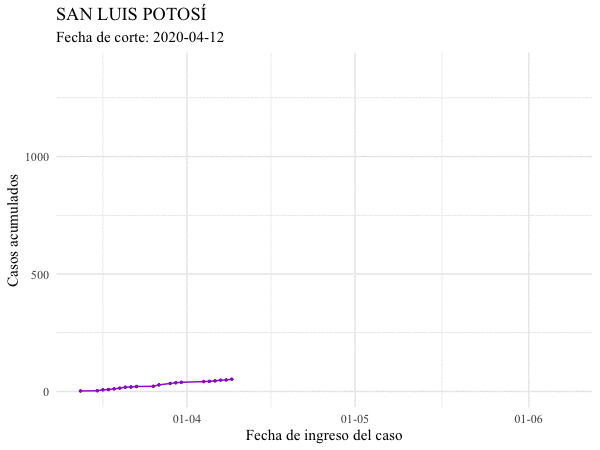 SAN LUIS POTOSÍ
Fecha de corte: 2020-04-12
Casos acumulados
1000
500
0
01-04
01-05
01-06
Fecha de ingreso del caso